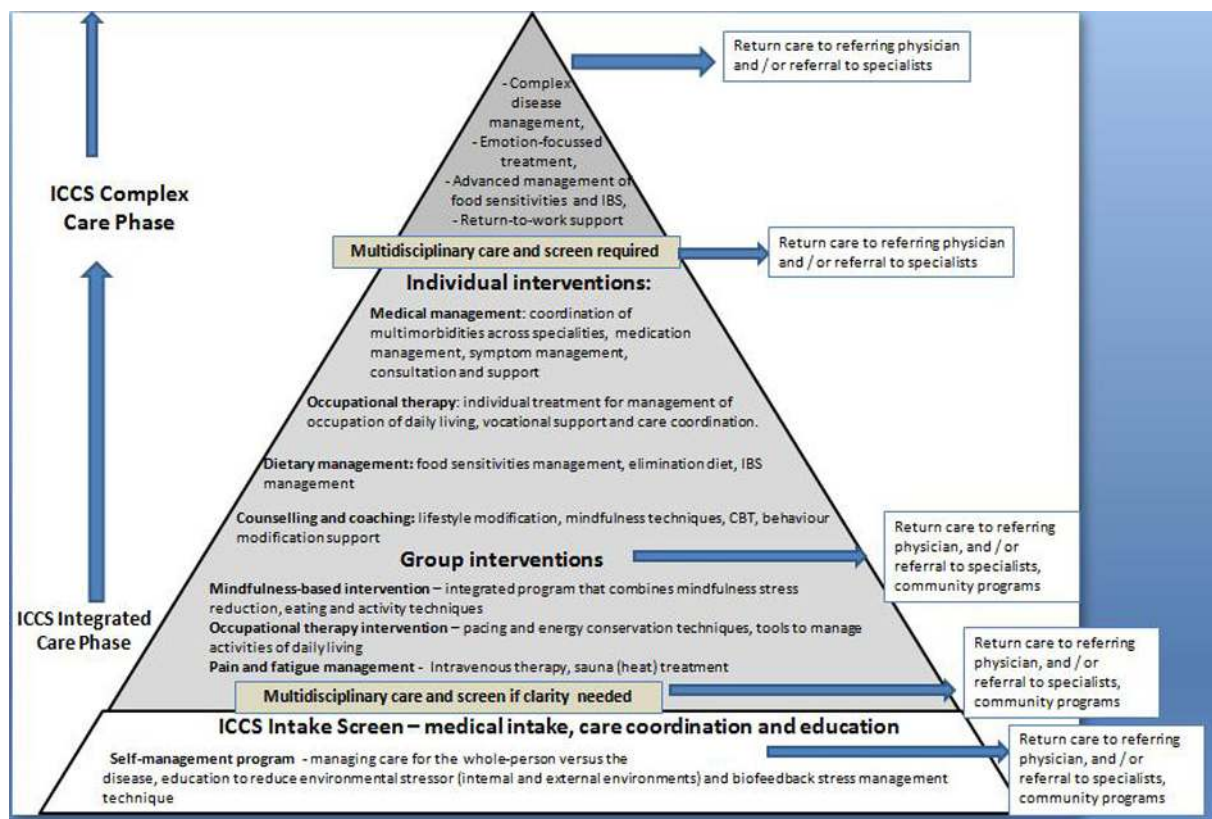 Return care to referring physician
and / or referral to specialists
- Complex
disease
management,
- Emotion-focussed
treatment,
- Advanced management of
food sensitivities and IBS,
- Return-to-work support
ICCS Complex
Care Phase
Multidisciplinary care and screen required
Return care to referring physician
and / or referral to specialists
Individual interventions:
Medical management: coordination of
multimorbidities across specialities, medication
management, symptom management,
consultation and support
Occupational therapy: individual treatment for management of
occupation of daily living, vocational support and care coordination.
Dietary management: food sensitivities management, elimination diet, IBS
management
Counselling and coaching: lifestyle modification, mindfulness techniques, CBT, behaviour
modification support
Return care to referring
physician, and / or
referral to specialists,
community programs
Group interventions
Mindfulness-based intervention – integrated program that combines mindfulness stress
reduction, eating and activity techniques
Occupational therapy intervention – pacing and energy conservation techniques, tools to manage
activities of daily living
Pain and fatigue management - Intravenous therapy, sauna (heat) treatment
ICCS Integrated
Care Phase
Multidisciplinary care and screen if clarity needed
Return care to referring
physician, and / or
referral to specialists,
community programs
ICCS Intake Screen – medical intake, care coordination and education
Self-management program - managing care for the whole-person versus the
disease, education to reduce environmental stressor (internal and external environments) and biofeedback stress management
technique
Return care to referring
physician, and / or
referral to specialists,
community programs